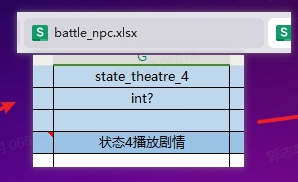 battle_npc.xlsx
G
state_theatre_4
int?
状态4播放剧情